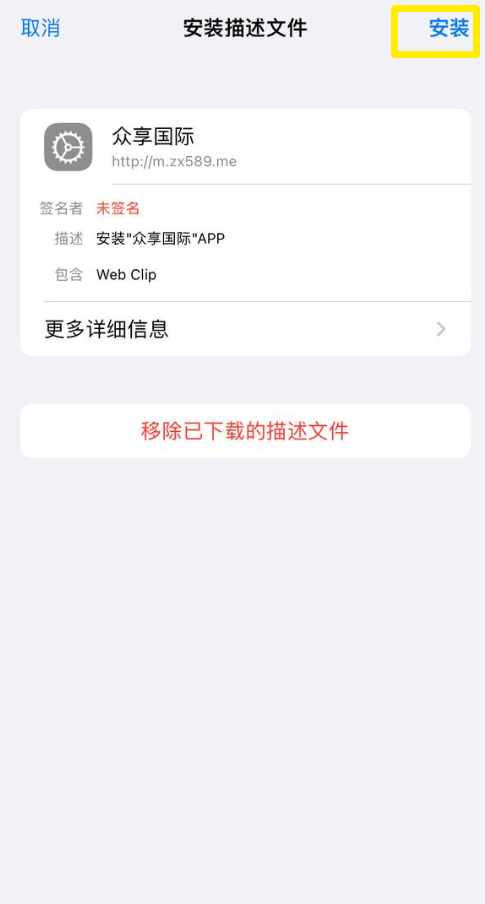 取消 安装描述文件 安装
众享国际
http://m.zx589.me
签名者 未签名
描述 安装"众享国际"APP
包含 Web Clip
更多详细信息
移除已下载的描述文件